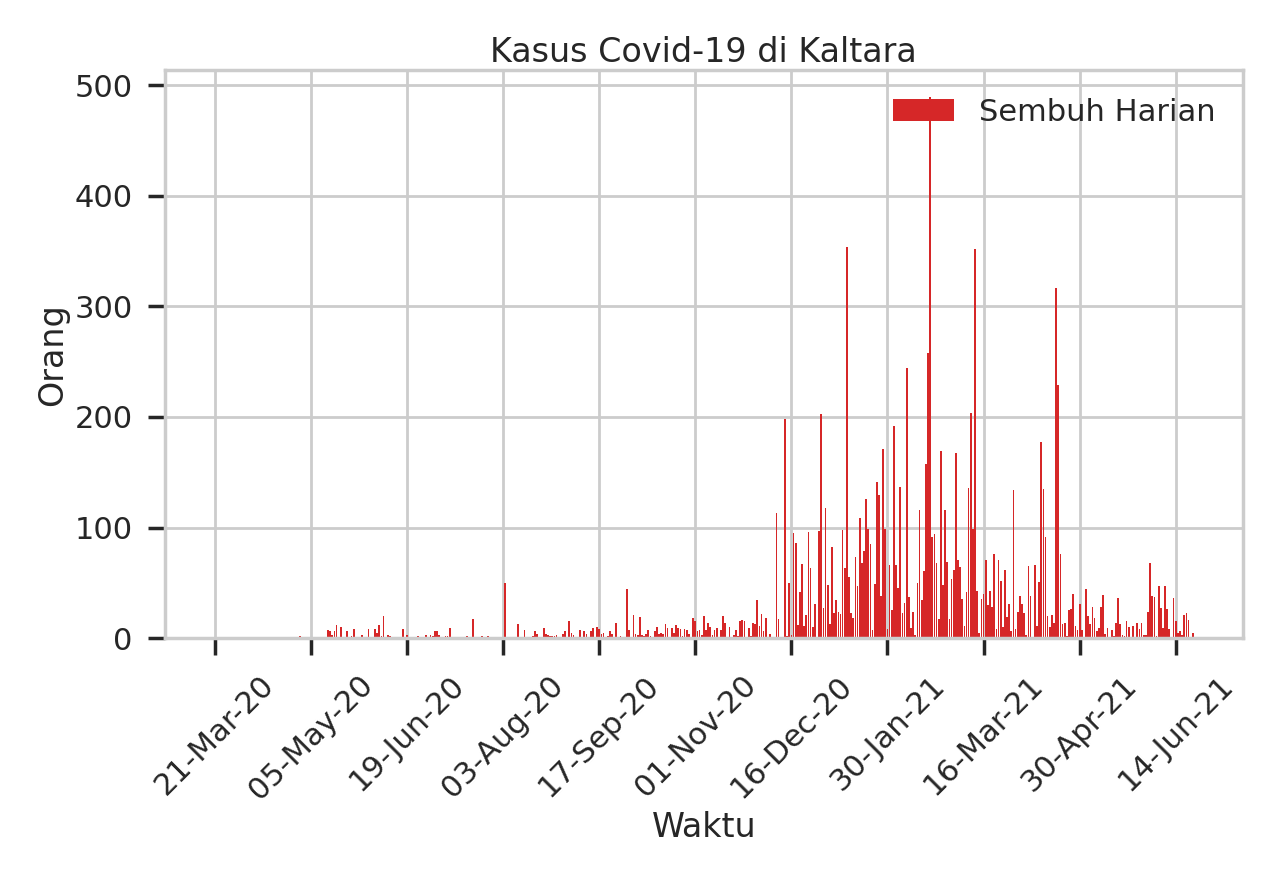 Kasus Covid-19 di Kaltara
Sembuh Harian
Orang
500
400
300
200
100
0
21-Mar-20
05-May-20
19-Jun-20
03-Aug-20
17-Sep-20
01-Nov-20
16-Dec-20
30-Jan-21
16-Mar-21
30-Apr-21
14-Jun-21
Waktu